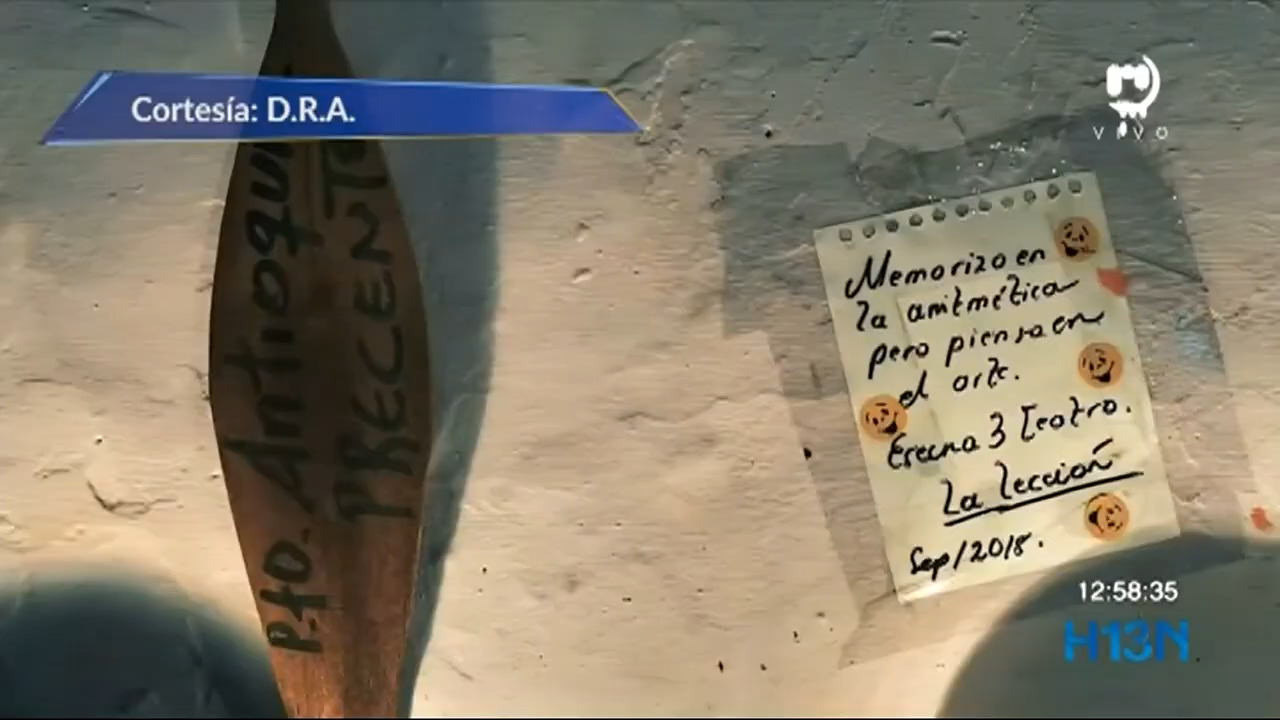 Cortesía: D.R.A.
VIVO
Pto. Antioquia
PRECENTE
Memorizo en
la aritmética
pero pienso en
el arte.
Escena 3 Teatro.
La Lección
Sep/2018.
12:58:35
H13N